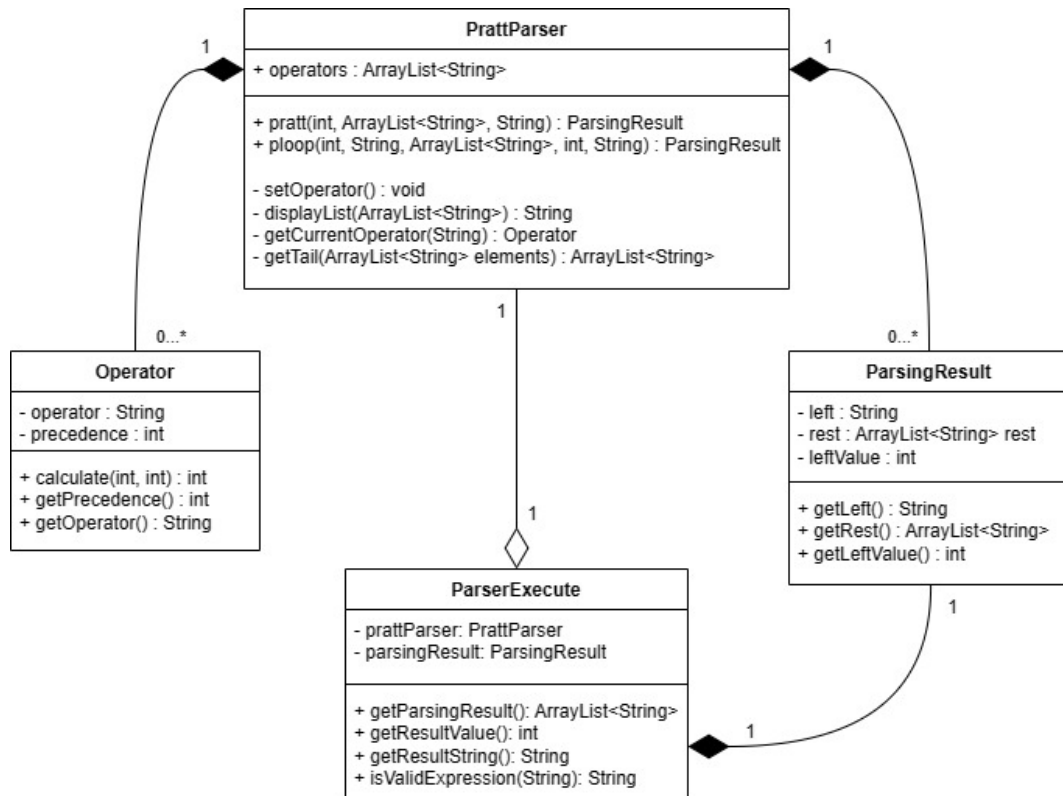 PrattParser
1
1
+ operators : ArrayList<String>
+ pratt(int, ArrayList<String>, String) : ParsingResult
+ ploop(int, String, ArrayList<String>, int, String) : ParsingResult
- setOperator() : void
- displayList(ArrayList<String>) : String
- getCurrentOperator(String) : Operator
- getTail(ArrayList<String> elements) : ArrayList<String>
1
0...*
0...*
Operator
- operator : String
- precedence : int
+ calculate(int, int) : int
+ getPrecedence() : int
+ getOperator() : String
ParsingResult
- left : String
- rest : ArrayList<String> rest
- leftValue : int
+ getLeft() : String
+ getRest() : ArrayList<String>
+ getLeftValue() : int
1
1
ParserExecute
- prattParser: PrattParser
- parsingResult: ParsingResult
+ getParsingResult(): ArrayList<String>
+ getResultValue(): int
+ getResultString(): String
+ isValidExpression(String): String
1